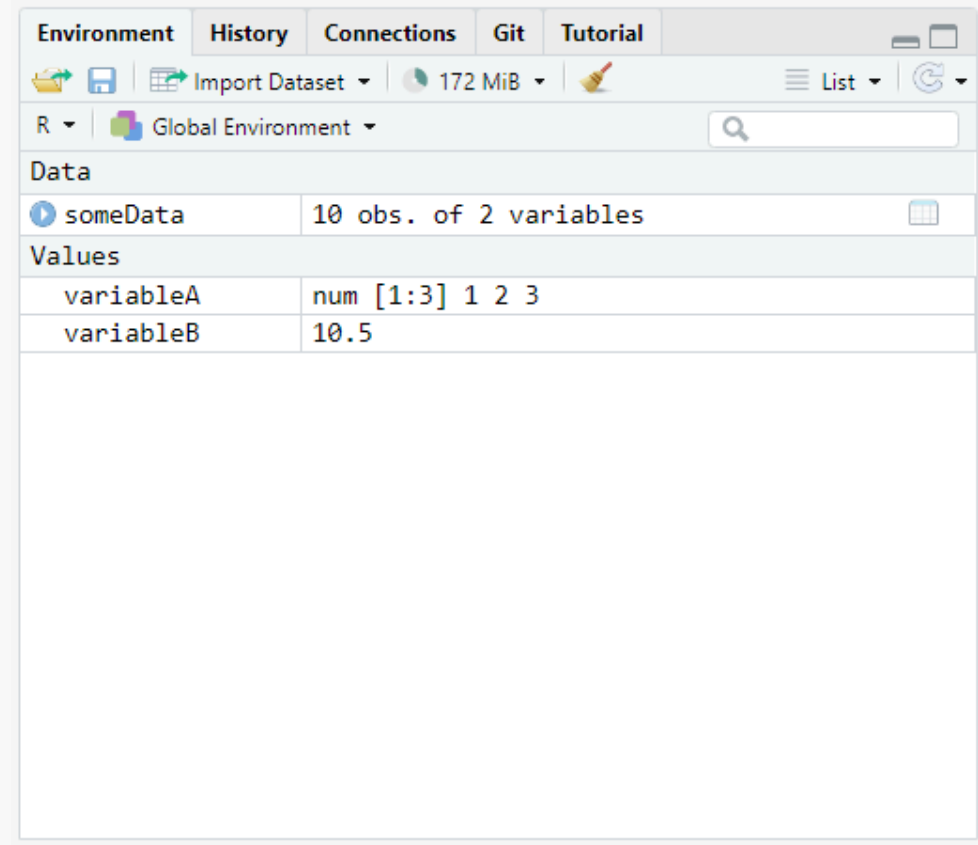 Environment History Connections Git Tutorial
Import Dataset 172 MiB List
R Global Environment
Data
someData 10 obs. of 2 variables
Values
variableA num [1:3] 1 2 3
variableB 10.5